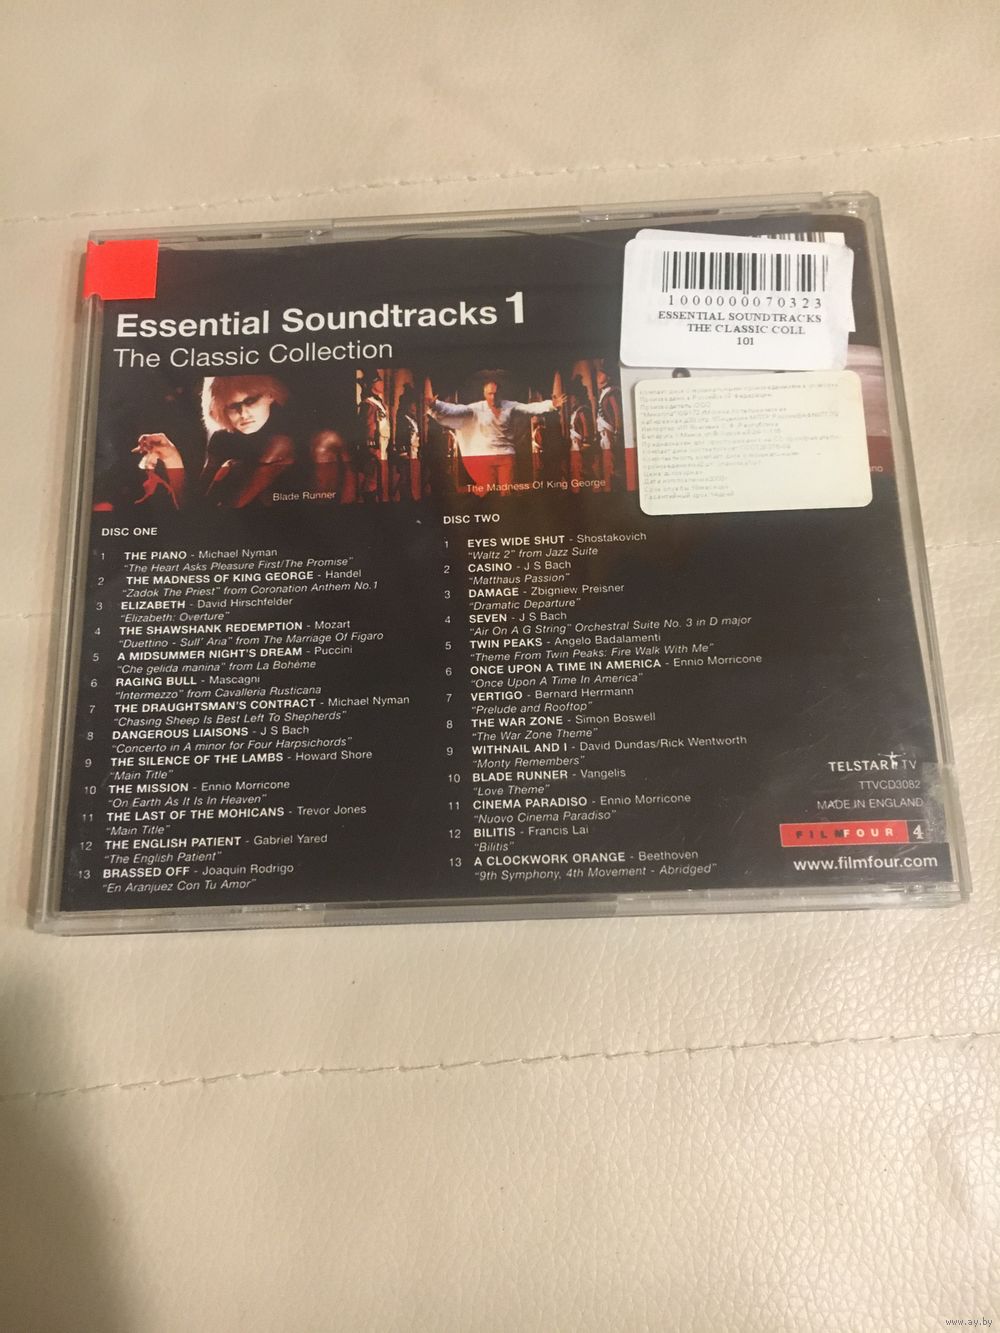 Essential Soundtracks 1
The Classic Collection
1000000070323
ESSENTIAL SOUNDTRACKS
THE CLASSIC COLL
101
Blade Runner
The Madness Of King George
DISC ONE
1 THE PIANO - Michael Nyman
"The Heart Asks Pleasure First/The Promise"
2 THE MADNESS OF KING GEORGE - Handel
"Zadok The Priest" from Coronation Anthem No.1
3 ELIZABETH - David Hirschfelder
"Elizabeth: Overture"
4 THE SHAWSHANK REDEMPTION - Mozart
"Duettino - Sull' Aria" from The Marriage Of Figaro
5 A MIDSUMMER NIGHT'S DREAM - Puccini
"Che gelida manina" from La Bohème
6 RAGING BULL - Mascagni
"Intermezzo" from Cavalleria Rusticana
7 THE DRAUGHTSMAN'S CONTRACT - Michael Nyman
"Chasing Sheep Is Best Left To Shepherds"
8 DANGEROUS LIAISONS - J S Bach
"Concerto in A minor for Four Harpsichords"
9 THE SILENCE OF THE LAMBS - Howard Shore
"Main Title"
10 THE MISSION - Ennio Morricone
"On Earth As It Is In Heaven"
11 THE LAST OF THE MOHICANS - Trevor Jones
"Main Title"
12 THE ENGLISH PATIENT - Gabriel Yared
"The English Patient"
13 BRASSED OFF - Joaquin Rodrigo
"En Aranjuez Con Tu Amor"
DISC TWO
1 EYES WIDE SHUT - Shostakovich
"Waltz 2" from Jazz Suite
2 CASINO - J S Bach
"Matthaus Passion"
3 DAMAGE - Zbigniew Preisner
"Dramatic Departure"
4 SEVEN - J S Bach
"Air On A G String" Orchestral Suite No. 3 in D major
5 TWIN PEAKS - Angelo Badalamenti
"Theme From Twin Peaks: Fire Walk With Me"
6 ONCE UPON A TIME IN AMERICA - Ennio Morricone
"Once Upon A Time In America"
7 VERTIGO - Bernard Herrmann
"Prelude and Rooftop"
8 THE WAR ZONE - Simon Boswell
"The War Zone Theme"
9 WITHNAIL AND I - David Dundas/Rick Wentworth
"Monty Remembers"
10 BLADE RUNNER - Vangelis
"Love Theme"
11 CINEMA PARADISO - Ennio Morricone
"Nuovo Cinema Paradiso"
12 BILITIS - Francis Lai
"Bilitis"
13 A CLOCKWORK ORANGE - Beethoven
"9th Symphony, 4th Movement - Abridged"
TELSTAR TV
TTVCD3082
MADE IN ENGLAND
FILMFOUR 4
www.filmfour.com
www.ay.by